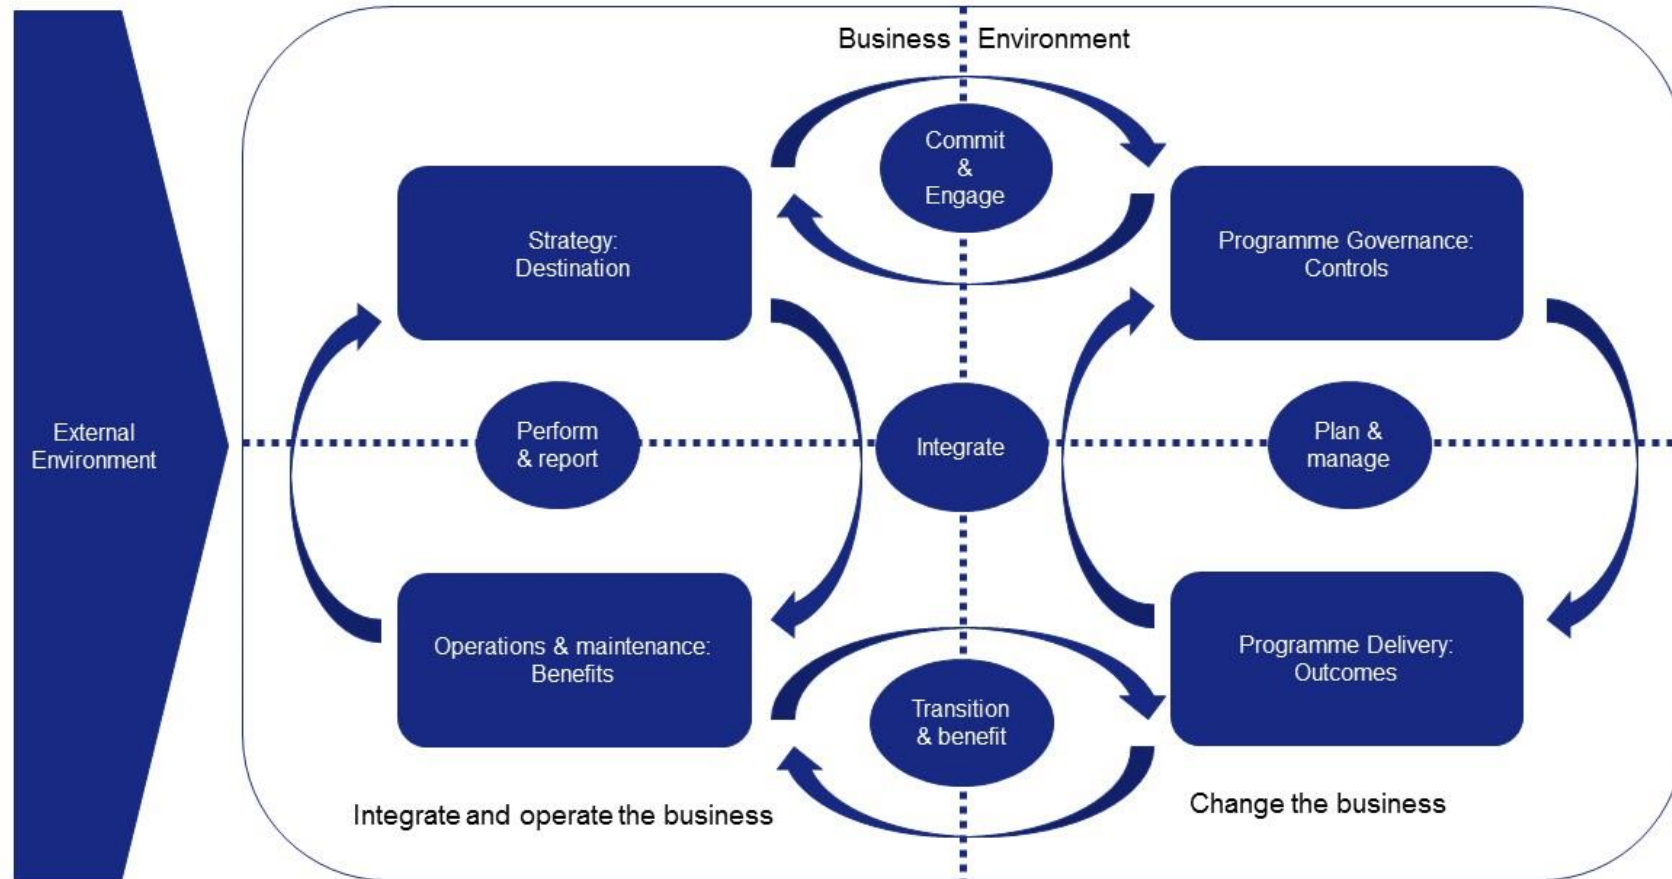 Business Environment
Commit
&
Engage
Strategy:
Destination
Programme Governance:
Controls
External
Environment
Perform
& report
Integrate
Plan &
manage
Operations & maintenance:
Benefits
Transition
& benefit
Programme Delivery:
Outcomes
Integrate and operate the business
Change the business